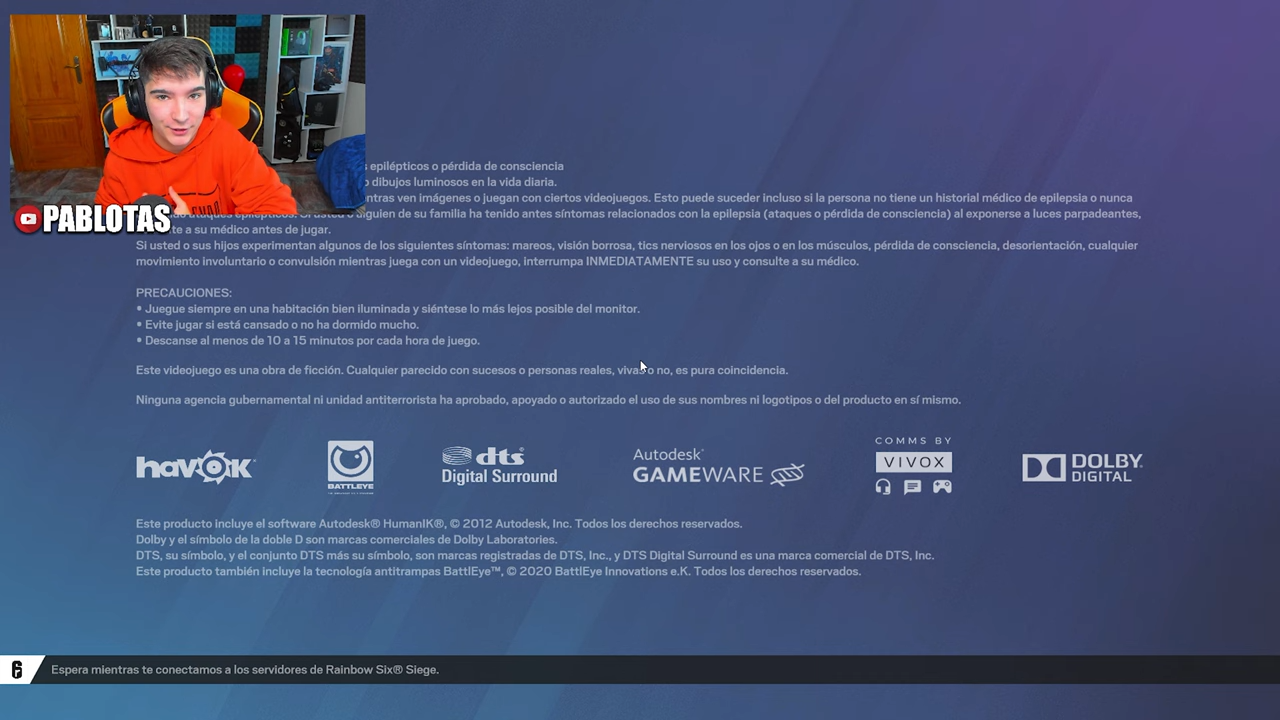 s epilépticos o pérdida de consciencia
o dibujos luminosos en la vida diaria.
ntras ven imágenes o juegan con ciertos videojuegos. Esto puede suceder incluso si la persona no tiene un historial médico de epilepsia o nunca
alguien de su familia ha tenido antes síntomas relacionados con la epilepsia (ataques o pérdida de consciencia) al exponerse a luces parpadeantes,
PABLOTAS
te a su médico antes de jugar.
Si usted o sus hijos experimentan algunos de los siguientes síntomas: mareos, visión borrosa, tics nerviosos en los ojos o en los músculos, pérdida de consciencia, desorientación, cualquier
movimiento involuntario o convulsión mientras juega con un videojuego, interrumpa INMEDIATAMENTE su uso y consulte a su médico.
PRECAUCIONES:
• Juegue siempre en una habitación bien iluminada y siéntese lo más lejos posible del monitor.
• Evite jugar si está cansado o no ha dormido mucho.
• Descanse al menos de 10 a 15 minutos por cada hora de juego.
Este videojuego es una obra de ficción. Cualquier parecido con sucesos o personas reales, vivas o no, es pura coincidencia.
Ninguna agencia gubernamental ni unidad antiterrorista ha aprobado, apoyado o autorizado el uso de sus nombres ni logotipos o del producto en sí mismo.
havok
BATTLEYE
dts
Digital Surround
Autodesk®
GAMEWARE
COMMS BY
VIVOX
DOLBY
DIGITAL
Este producto incluye el software Autodesk® HumanIK®, © 2012 Autodesk, Inc. Todos los derechos reservados.
Dolby y el símbolo de la doble D son marcas comerciales de Dolby Laboratories.
DTS, su símbolo, y el conjunto DTS más su símbolo, son marcas registradas de DTS, Inc., y DTS Digital Surround es una marca comercial de DTS, Inc.
Este producto también incluye la tecnología antitrampas BattlEye™, © 2020 BattlEye Innovations e.K. Todos los derechos reservados.
6
Espera mientras te conectamos a los servidores de Rainbow Six® Siege.